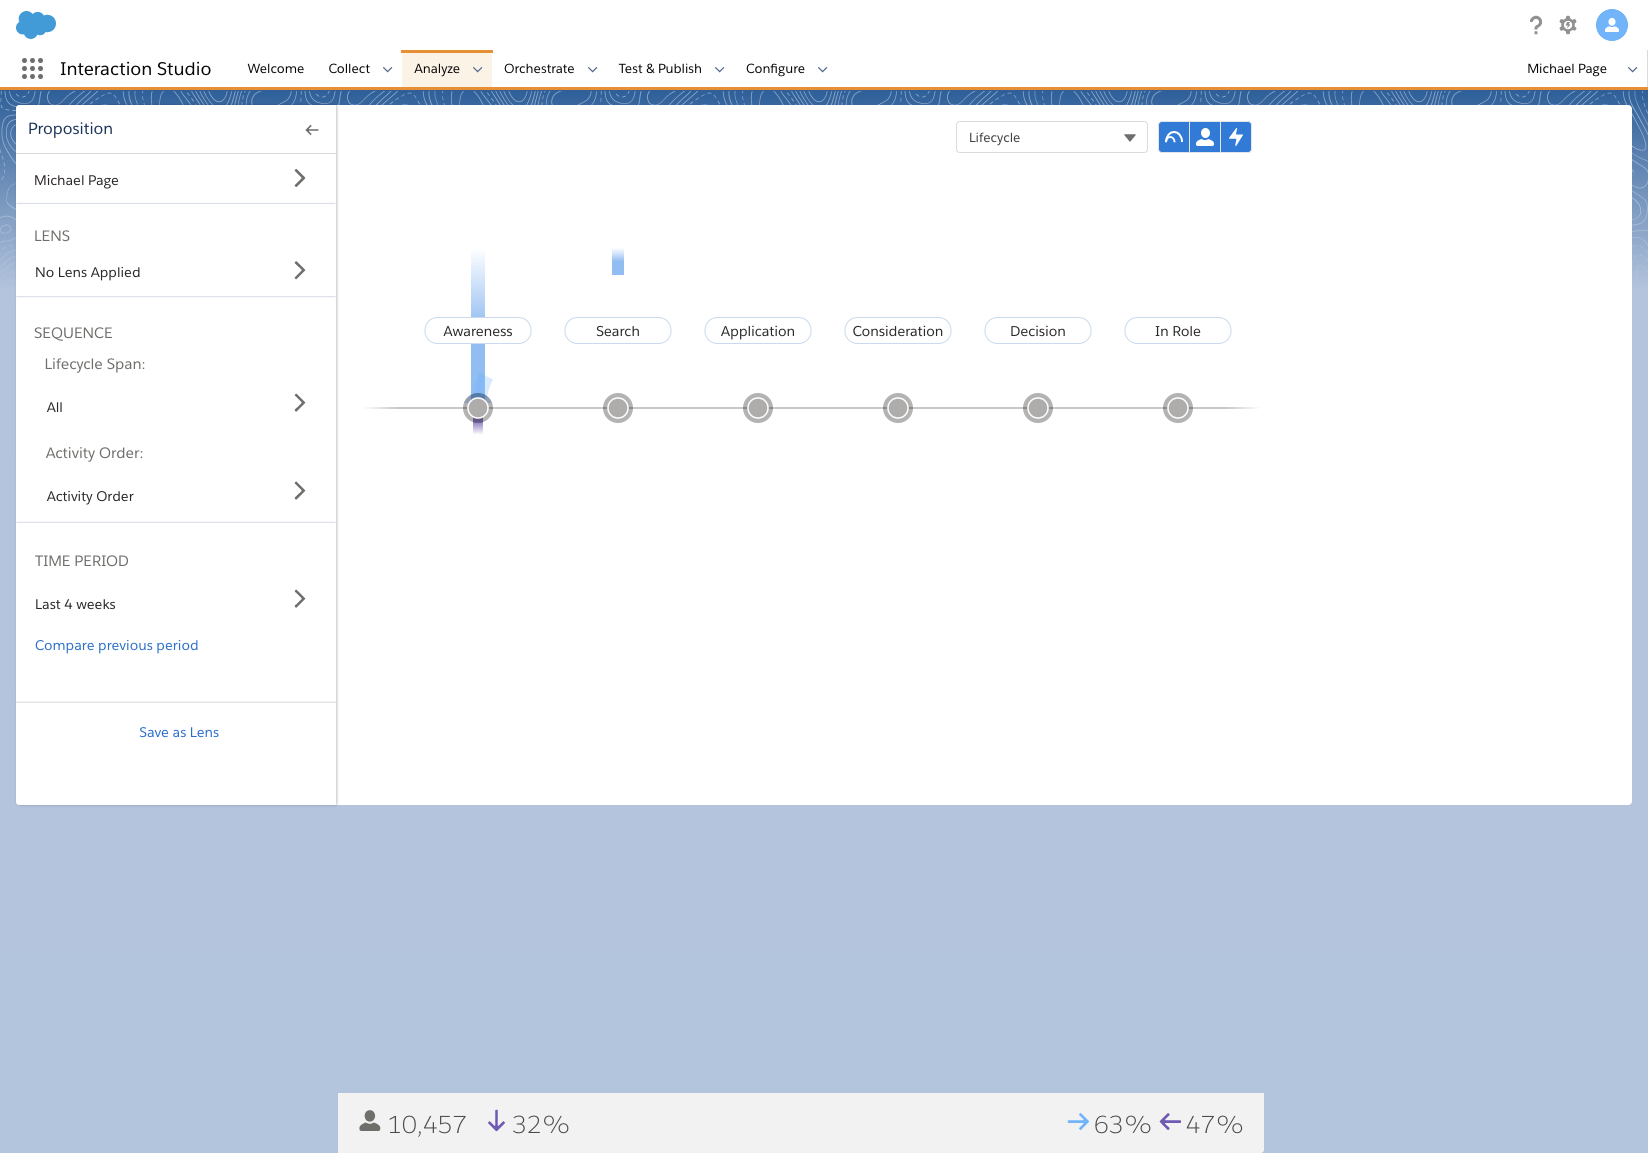 Interaction Studio
Welcome
Collect
Analyze
Orchestrate
Test & Publish
Configure
Michael Page
Proposition
Michael Page
LENS
No Lens Applied
SEQUENCE
Lifecycle Span:
All
Activity Order:
Activity Order
TIME PERIOD
Last 4 weeks
Compare previous period
Save as Lens
Lifecycle
Awareness
Search
Application
Consideration
Decision
In Role
10,457
32%
63%
47%